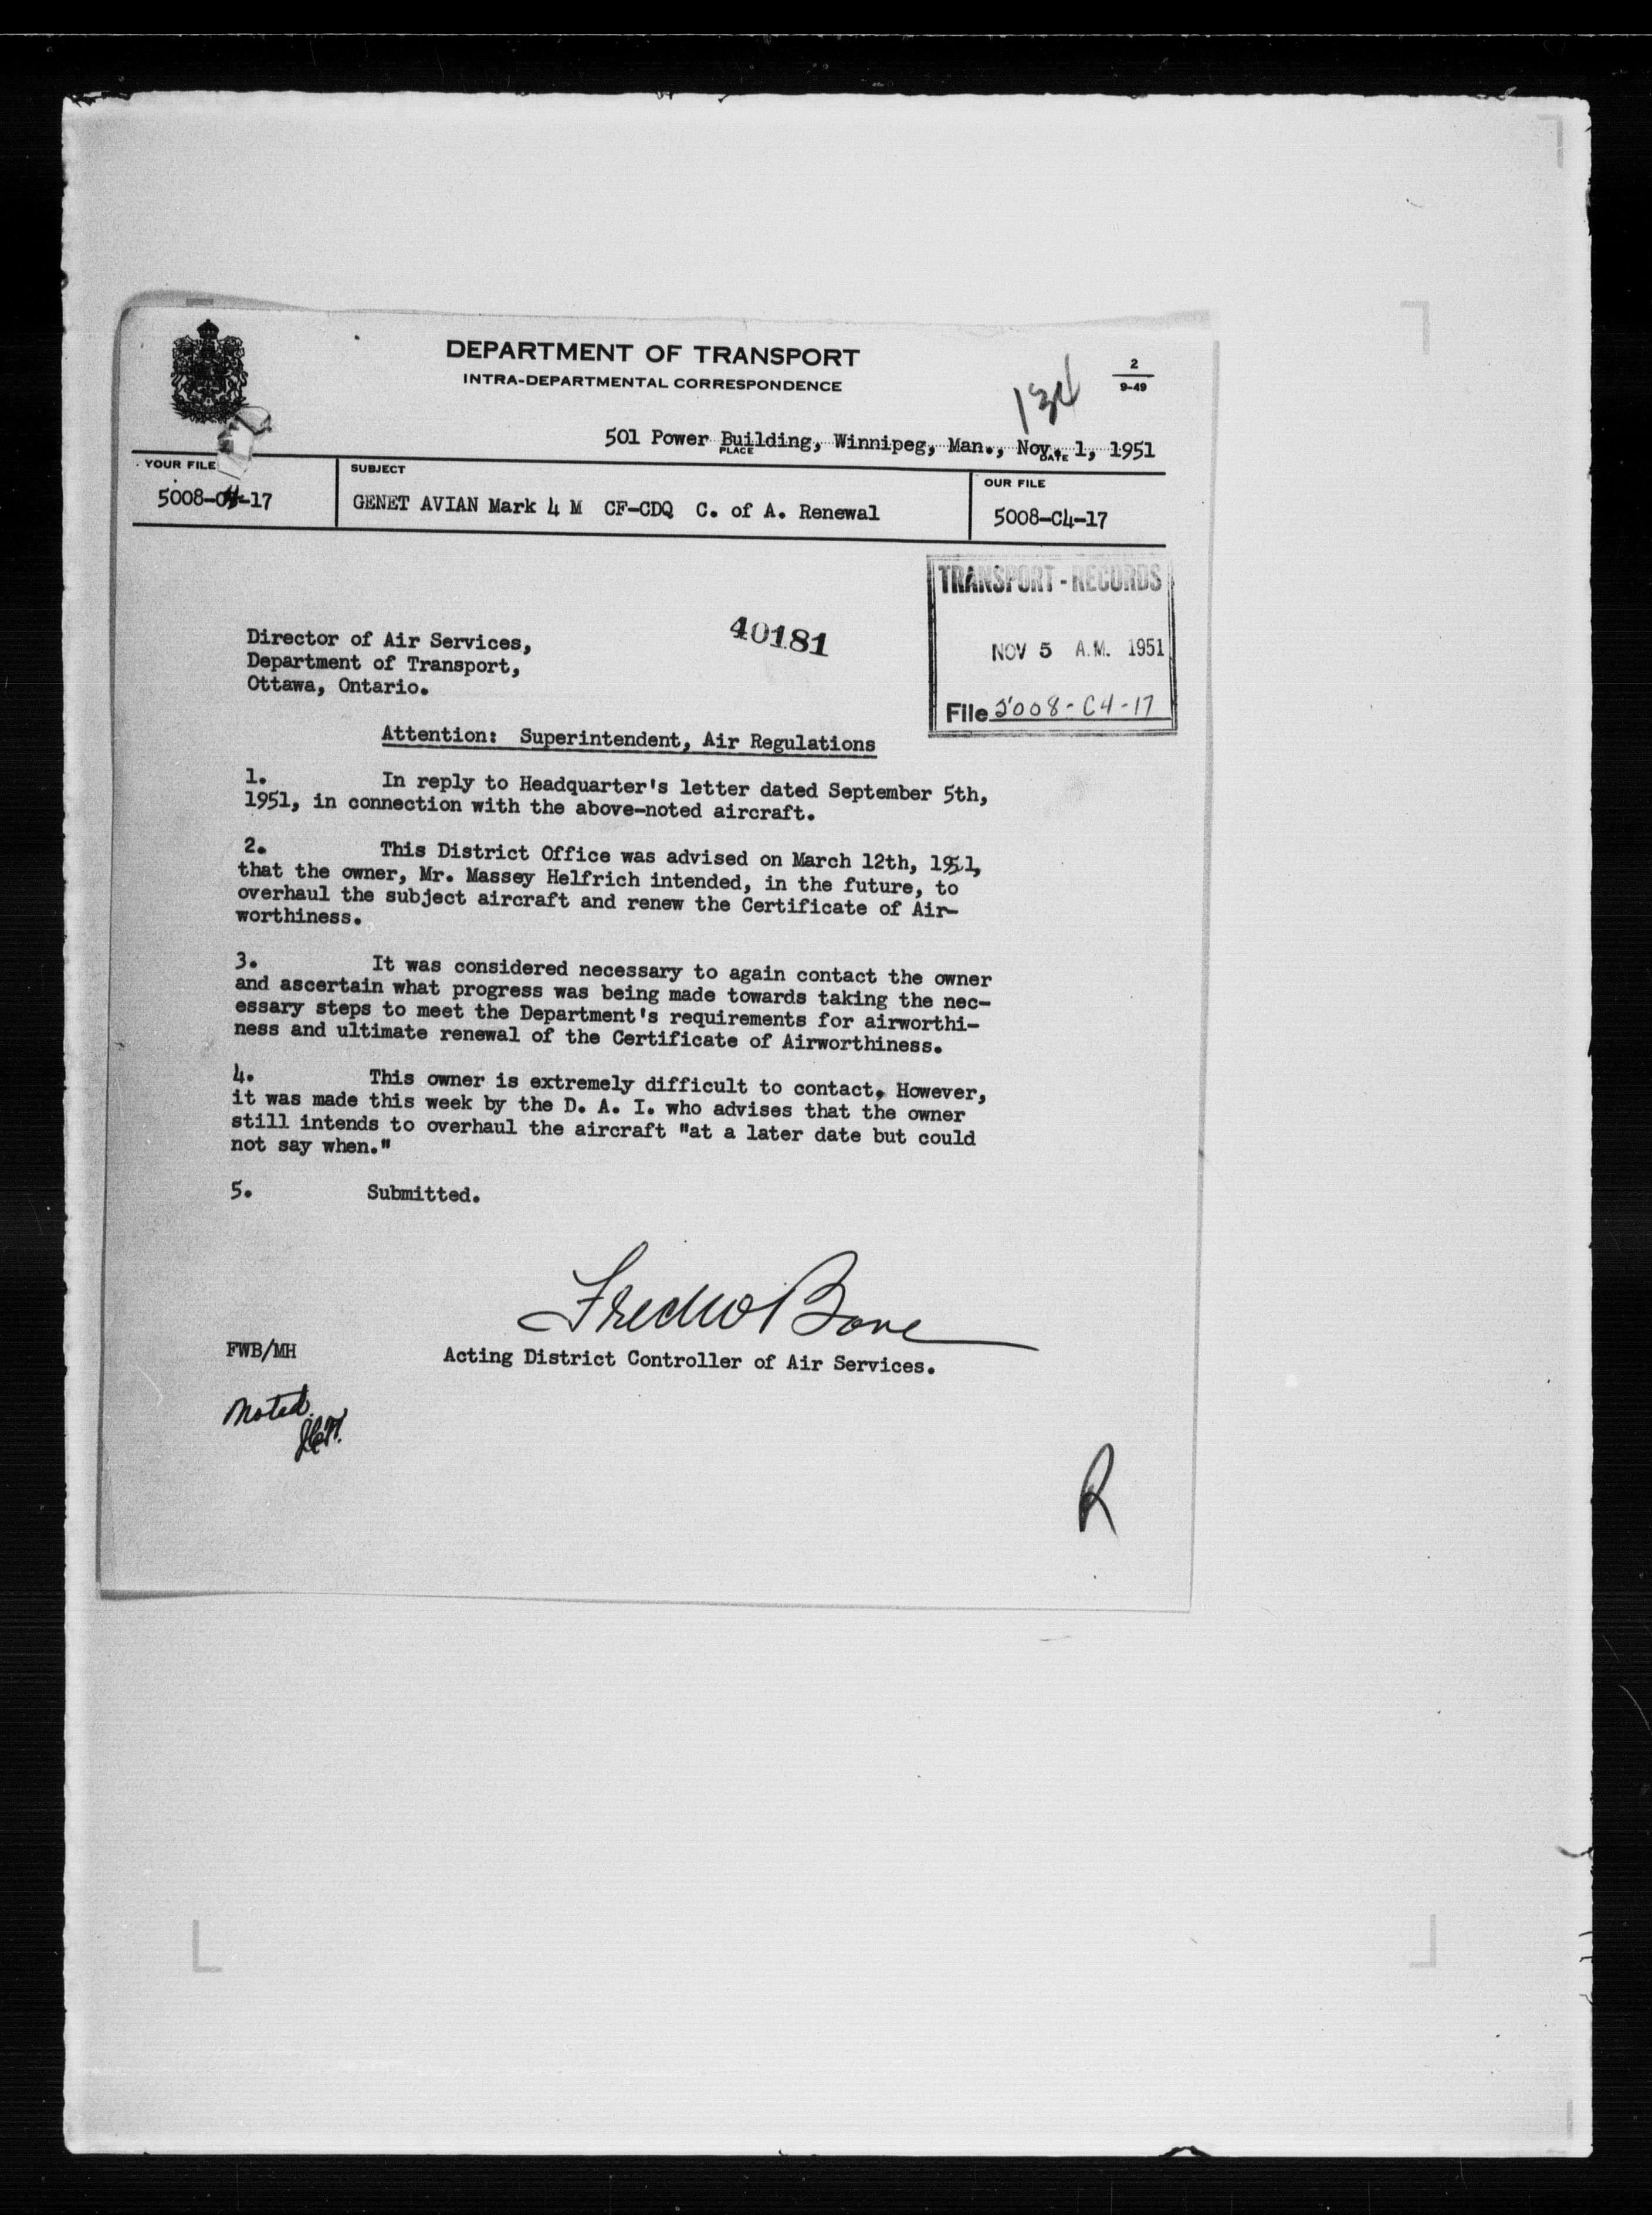 DEPARTMENT OF TRANSPORT
INTRA-DEPARTMENTAL CORRESPONDENCE
2
9-49
134
501 Power Building, Winnipeg, Man., Nov. 1, 1951
PLACE DATE
YOUR FILE
5008-C4-17
SUBJECT
GENET AVIAN Mark 4 M CF-CDQ C. of A. Renewal
OUR FILE
5008-C4-17
TRANSPORT - RECORDS
NOV 5 A.M. 1951
File 5008-C4-17
40181
Director of Air Services,
Department of Transport,
Ottawa, Ontario.
Attention: Superintendent, Air Regulations
1. In reply to Headquarter's letter dated September 5th,
1951, in connection with the above-noted aircraft.
2. This District Office was advised on March 12th, 1951,
that the owner, Mr. Massey Helfrich intended, in the future, to
overhaul the subject aircraft and renew the Certificate of Air-
worthiness.
3. It was considered necessary to again contact the owner
and ascertain what progress was being made towards taking the nec-
essary steps to meet the Department's requirements for airworthi-
ness and ultimate renewal of the Certificate of Airworthiness.
4. This owner is extremely difficult to contact. However,
it was made this week by the D. A. I. who advises that the owner
still intends to overhaul the aircraft "at a later date but could
not say when."
5. Submitted.
FWB/MH
Acting District Controller of Air Services.
Noted.
R